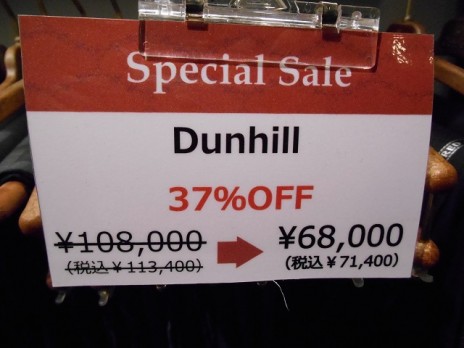 Special Sale
Dunhill
37%OFF
¥108,000 ➡ ¥68,000
(税込¥113,400) (税込¥71,400)